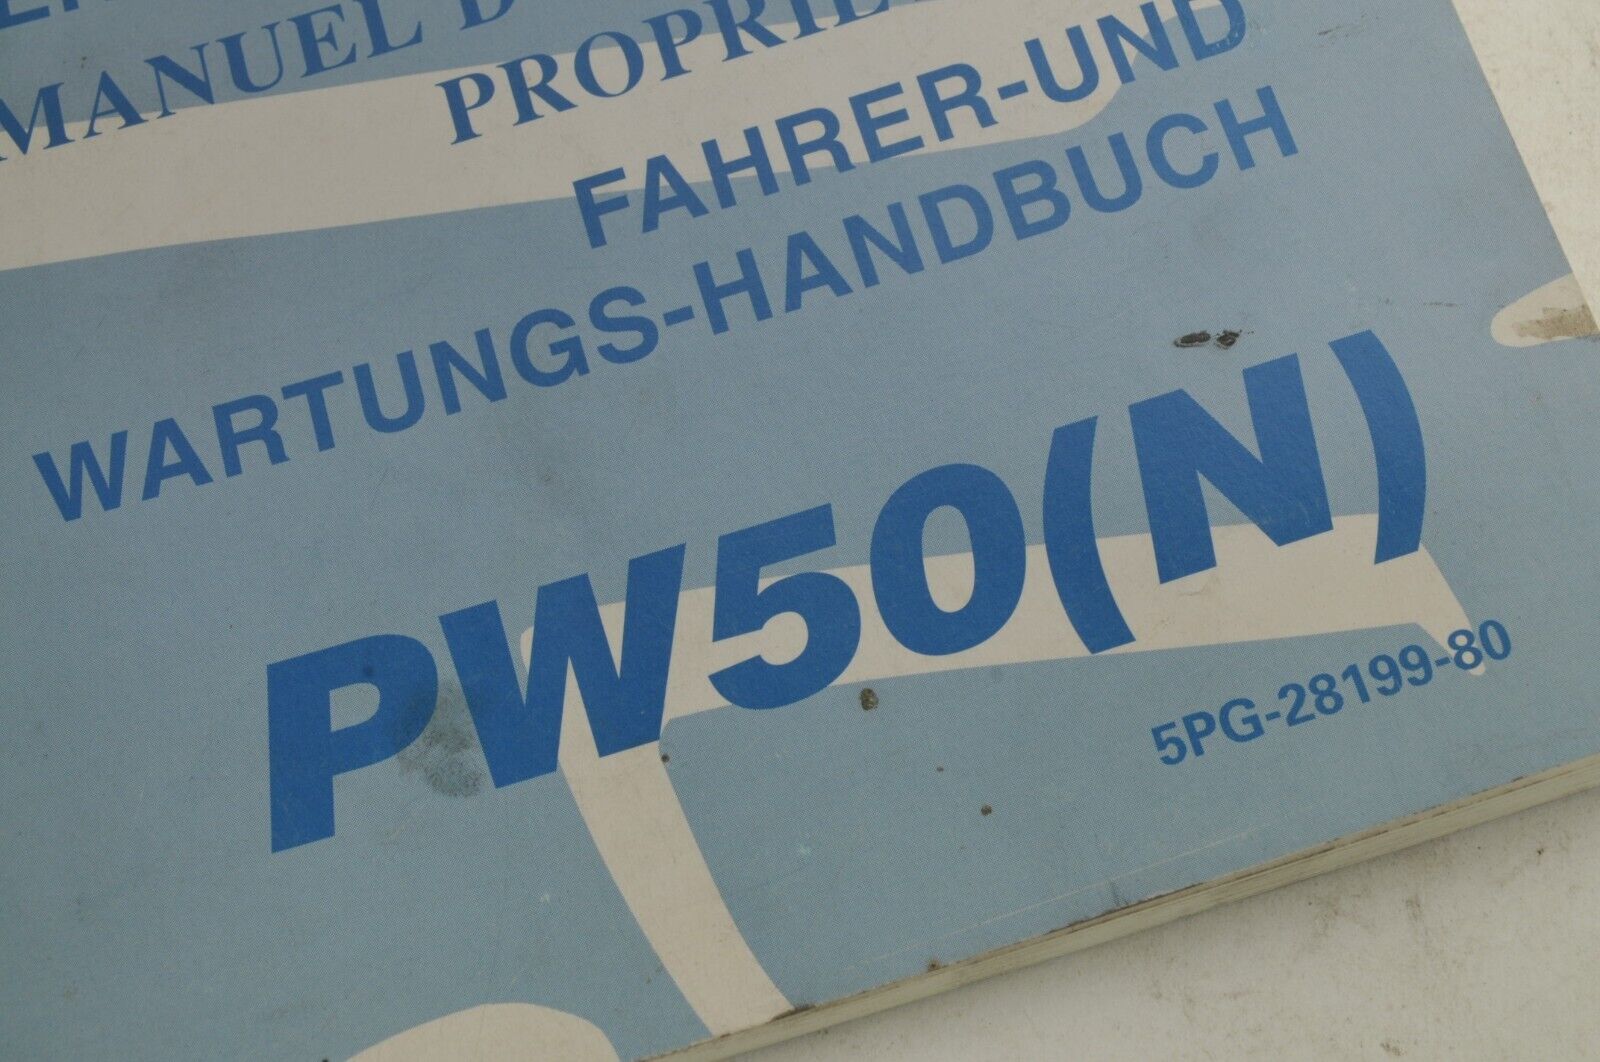 MANUEL D
PROPRIE
FAHRER-UND
WARTUNGS-HANDBUCH
PW50(N)
5PG-28199-80